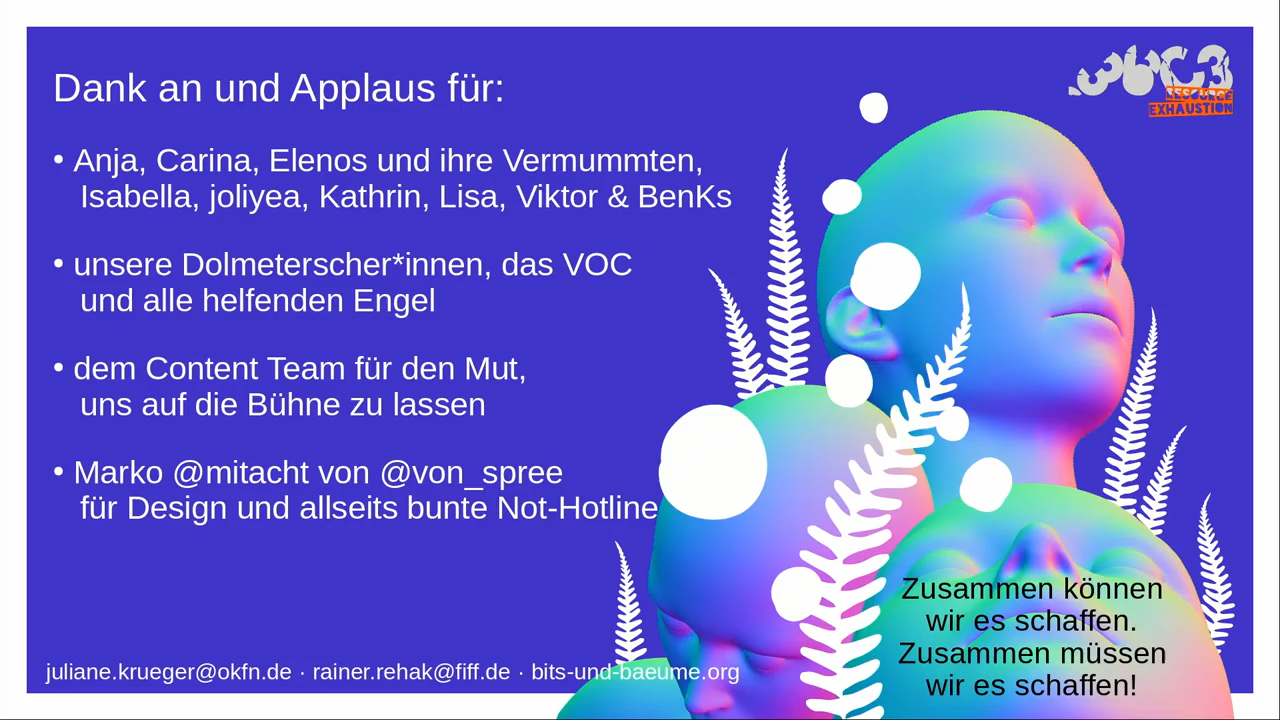 Dank an und Applaus für:
36C3
RESOURCE
EXHAUSTION
• Anja, Carina, Elenos und ihre Vermummten,
Isabella, joliyea, Kathrin, Lisa, Viktor & BenKs
• unsere Dolmeterscher*innen, das VOC
und alle helfenden Engel
• dem Content Team für den Mut,
uns auf die Bühne zu lassen
• Marko @mitacht von @von_spree
für Design und allseits bunte Not-Hotline
Zusammen können
wir es schaffen.
Zusammen müssen
wir es schaffen!
juliane.krueger@okfn.de · rainer.rehak@fiff.de · bits-und-baeume.org